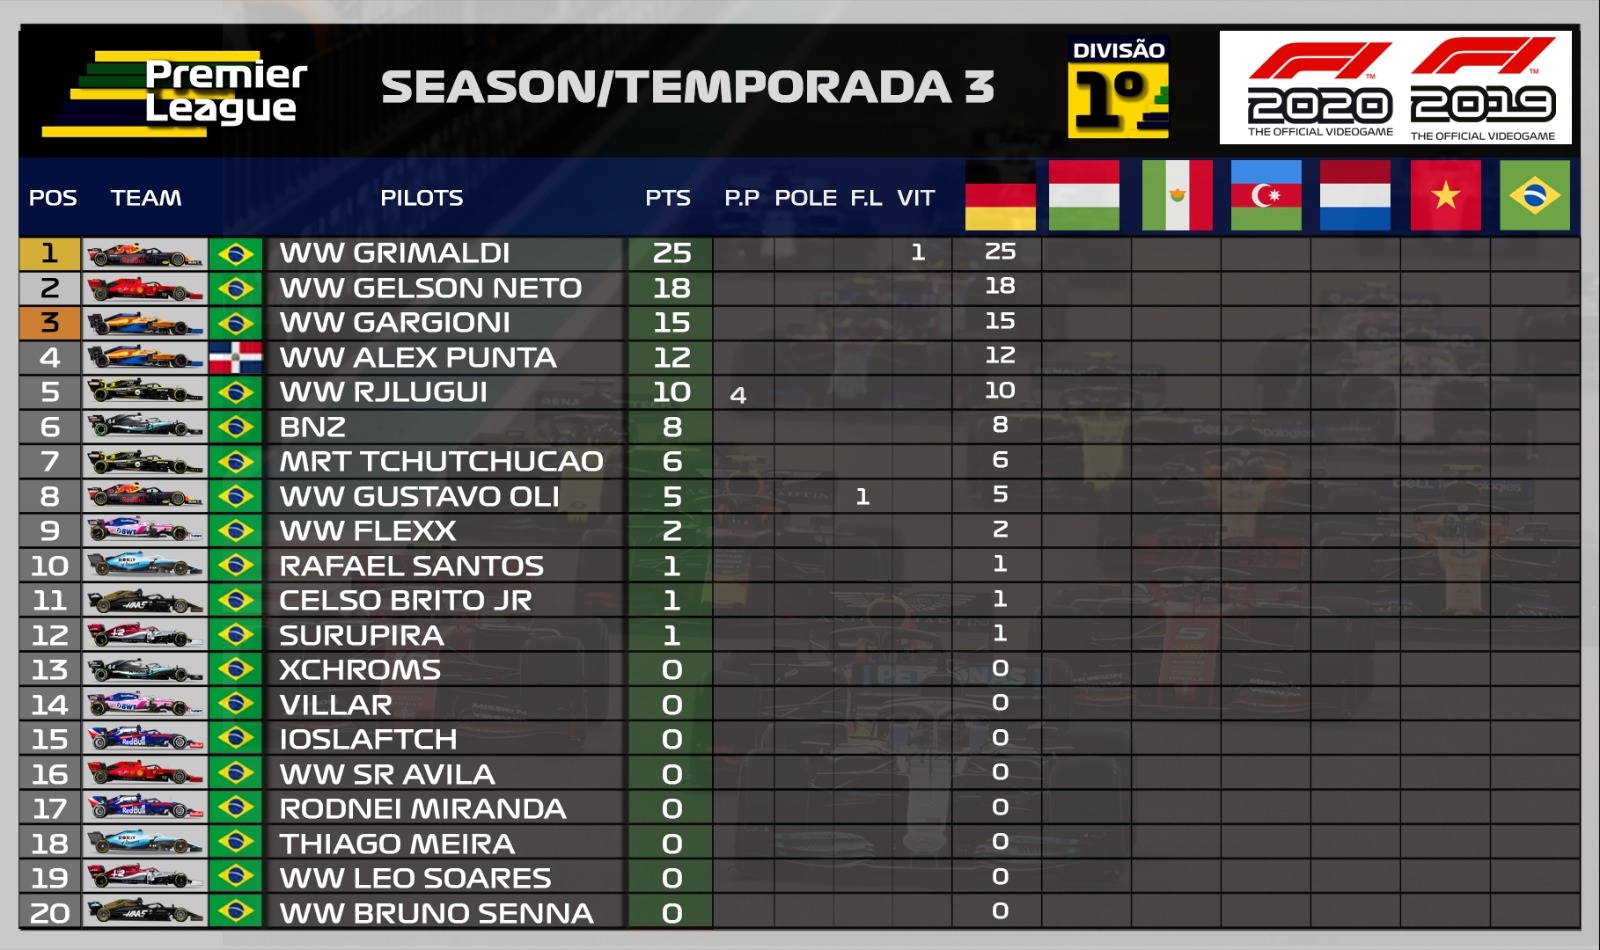 Premier
League
SEASON/TEMPORADA 3
DIVISÃO
1º
F1 F1
2020 2019
THE OFFICIAL VIDEOGAME THE OFFICIAL VIDEOGAME
POS TEAM PILOTS PTS P.P POLE F.L VIT
1 WW GRIMALDI 25 1 25
2 WW GELSON NETO 18 18
3 WW GARGIONI 15 15
4 WW ALEX PUNTA 12 12
5 WW RJLUGUI 10 4 10
6 BNZ 8 8
7 MRT TCHUTCHUCAO 6 6
8 WW GUSTAVO OLI 5 1 5
9 WW FLEXX 2 2
10 RAFAEL SANTOS 1 1
11 CELSO BRITO JR 1 1
12 SURUPIRA 1 1
13 XCHROMS 0 0
14 VILLAR 0 0
15 IOSLAFTCH 0 0
16 WW SR AVILA 0 0
17 RODNEI MIRANDA 0 0
18 THIAGO MEIRA 0 0
19 WW LEO SOARES 0 0
20 WW BRUNO SENNA 0 0